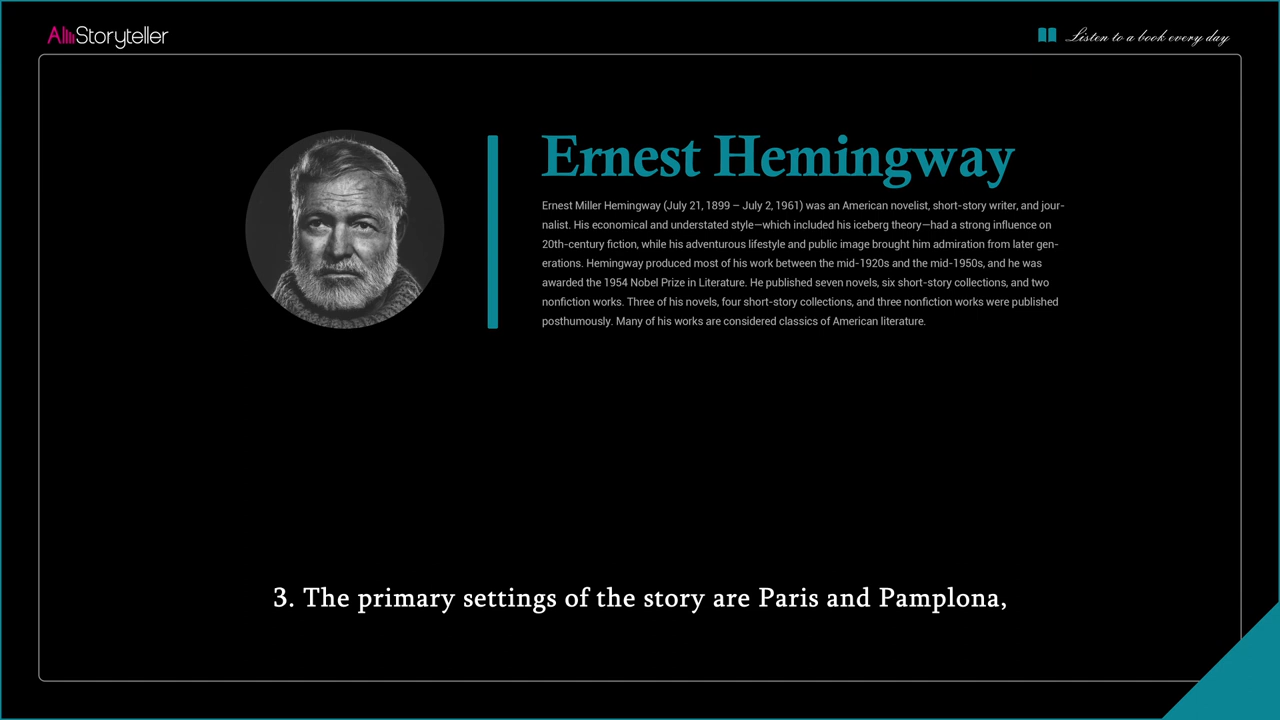 AllStoryteller
Listen to a book every day
Ernest Hemingway
Ernest Miller Hemingway (July 21, 1899 – July 2, 1961) was an American novelist, short-story writer, and jour-
nalist. His economical and understated style—which included his iceberg theory—had a strong influence on
20th-century fiction, while his adventurous lifestyle and public image brought him admiration from later gen-
erations. Hemingway produced most of his work between the mid-1920s and the mid-1950s, and he was
awarded the 1954 Nobel Prize in Literature. He published seven novels, six short-story collections, and two
nonfiction works. Three of his novels, four short-story collections, and three nonfiction works were published
posthumously. Many of his works are considered classics of American literature.
3. The primary settings of the story are Paris and Pamplona,